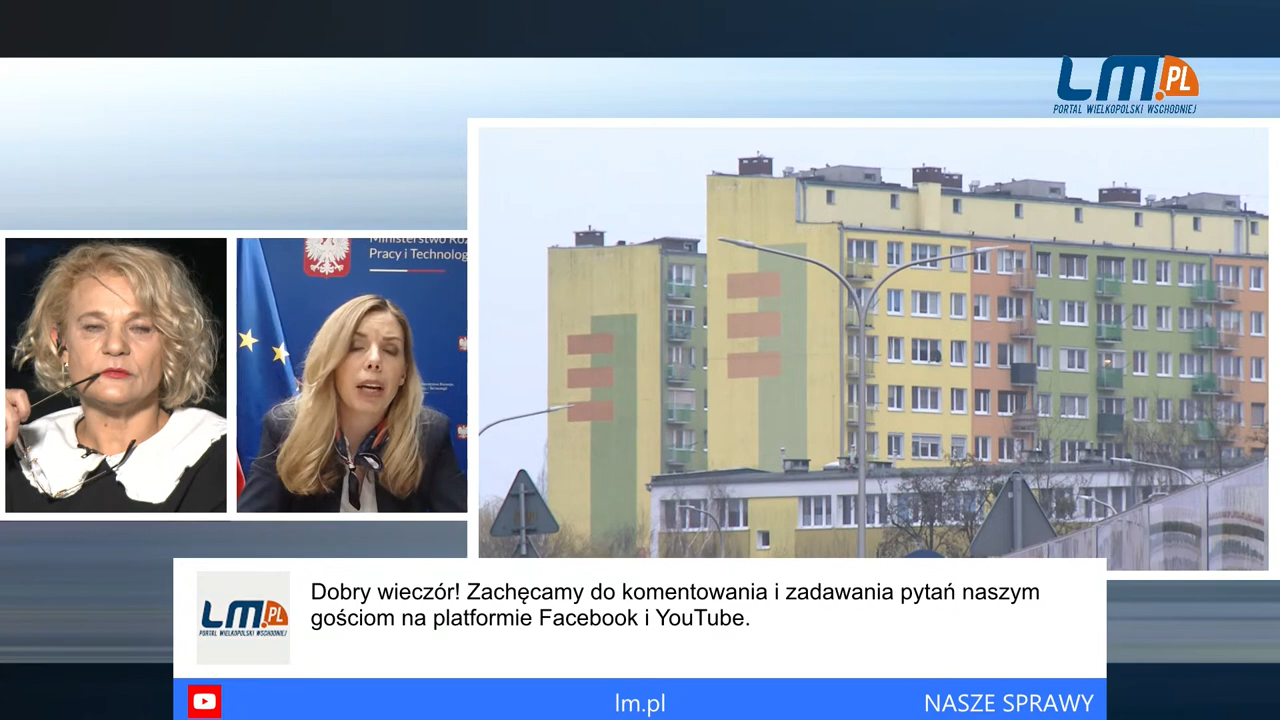 LM.PL
PORTAL WIELKOPOLSKI WSCHODNIEJ
Ministerstwo Roz
Pracy i Technolog
LM.PL
PORTAL WIELKOPOLSKI WSCHODNIEJ
Dobry wieczór! Zachęcamy do komentowania i zadawania pytań naszym
gościom na platformie Facebook i YouTube.
lm.pl
NASZE SPRAWY